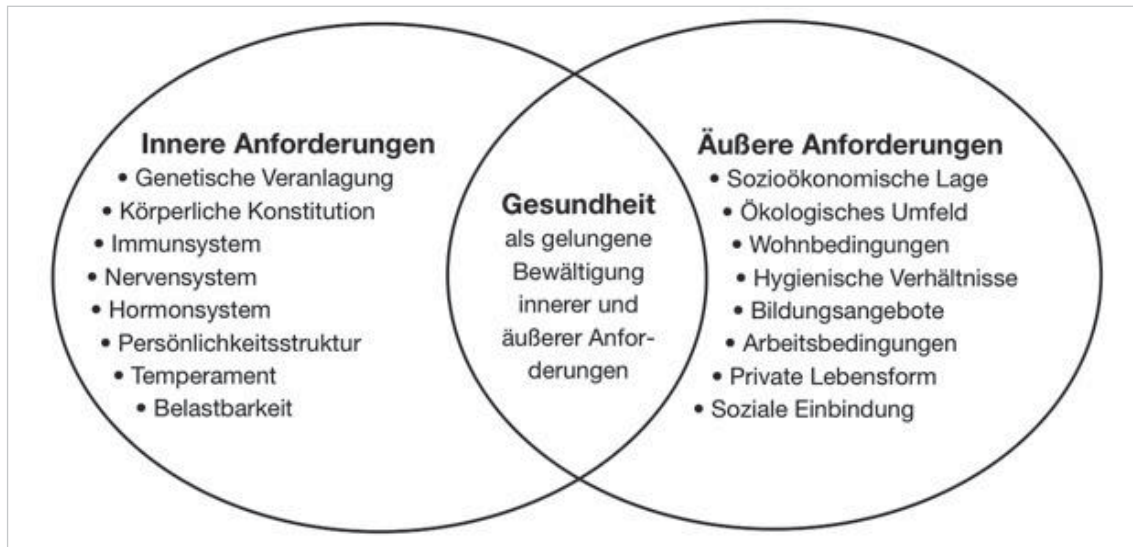 Innere Anforderungen
• Genetische Veranlagung
• Körperliche Konstitution
• Immunsystem
• Nervensystem
• Hormonsystem
• Persönlichkeitsstruktur
• Temperament
• Belastbarkeit
Gesundheit
als gelungene
Bewältigung
innerer und
äußerer Anfor-
derungen
Äußere Anforderungen
• Sozioökonomische Lage
• Ökologisches Umfeld
• Wohnbedingungen
• Hygienische Verhältnisse
• Bildungsangebote
• Arbeitsbedingungen
• Private Lebensform
• Soziale Einbindung